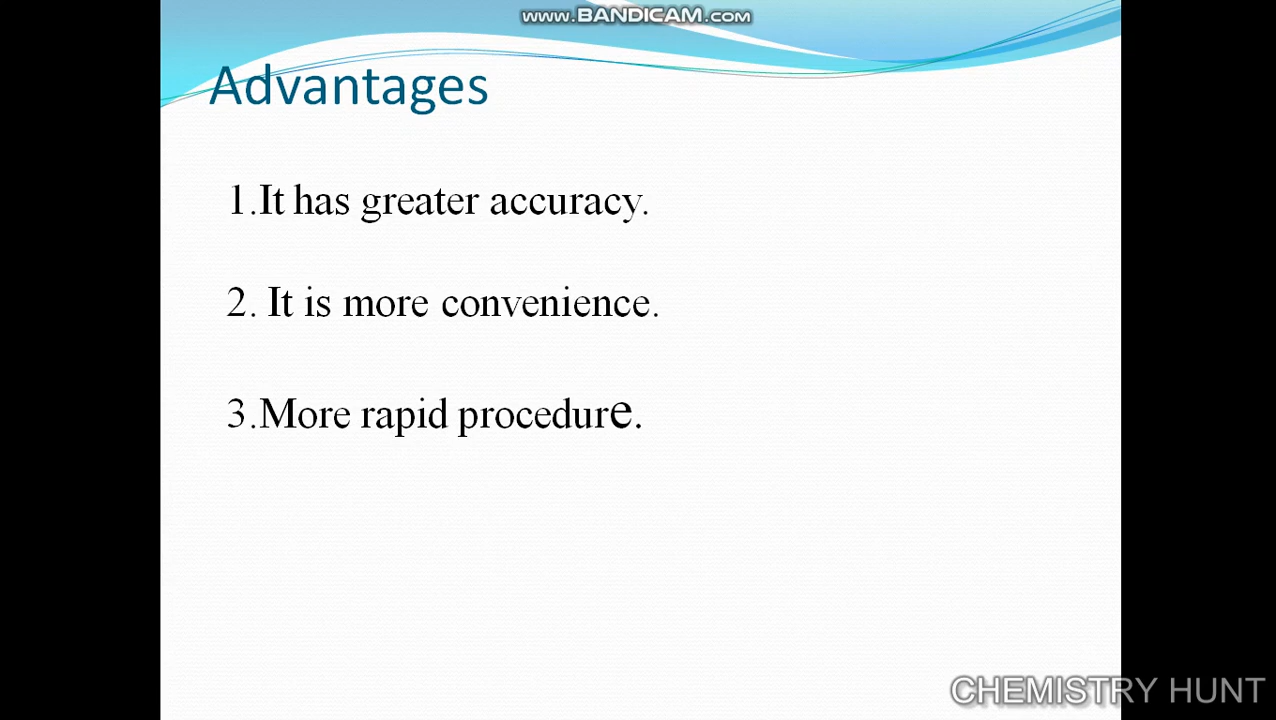 www.BANDICAM.com
Advantages
1.It has greater accuracy.
2. It is more convenience.
3.More rapid procedure.
CHEMISTRY HUNT